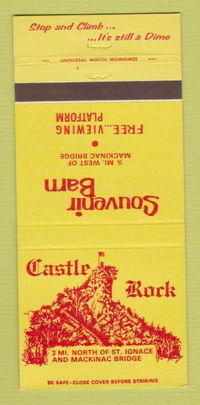 Stop and Climb...
...It's still a Dime
UNIVERSAL MATCH, MILWAUKEE
FREE...VIEWING
PLATFORM
½ MI. WEST OF
MACKINAC BRIDGE
Souvenir
Barn
Castle
Rock
3 MI. NORTH OF ST. IGNACE
AND MACKINAC BRIDGE
BE SAFE-CLOSE COVER BEFORE STRIKING